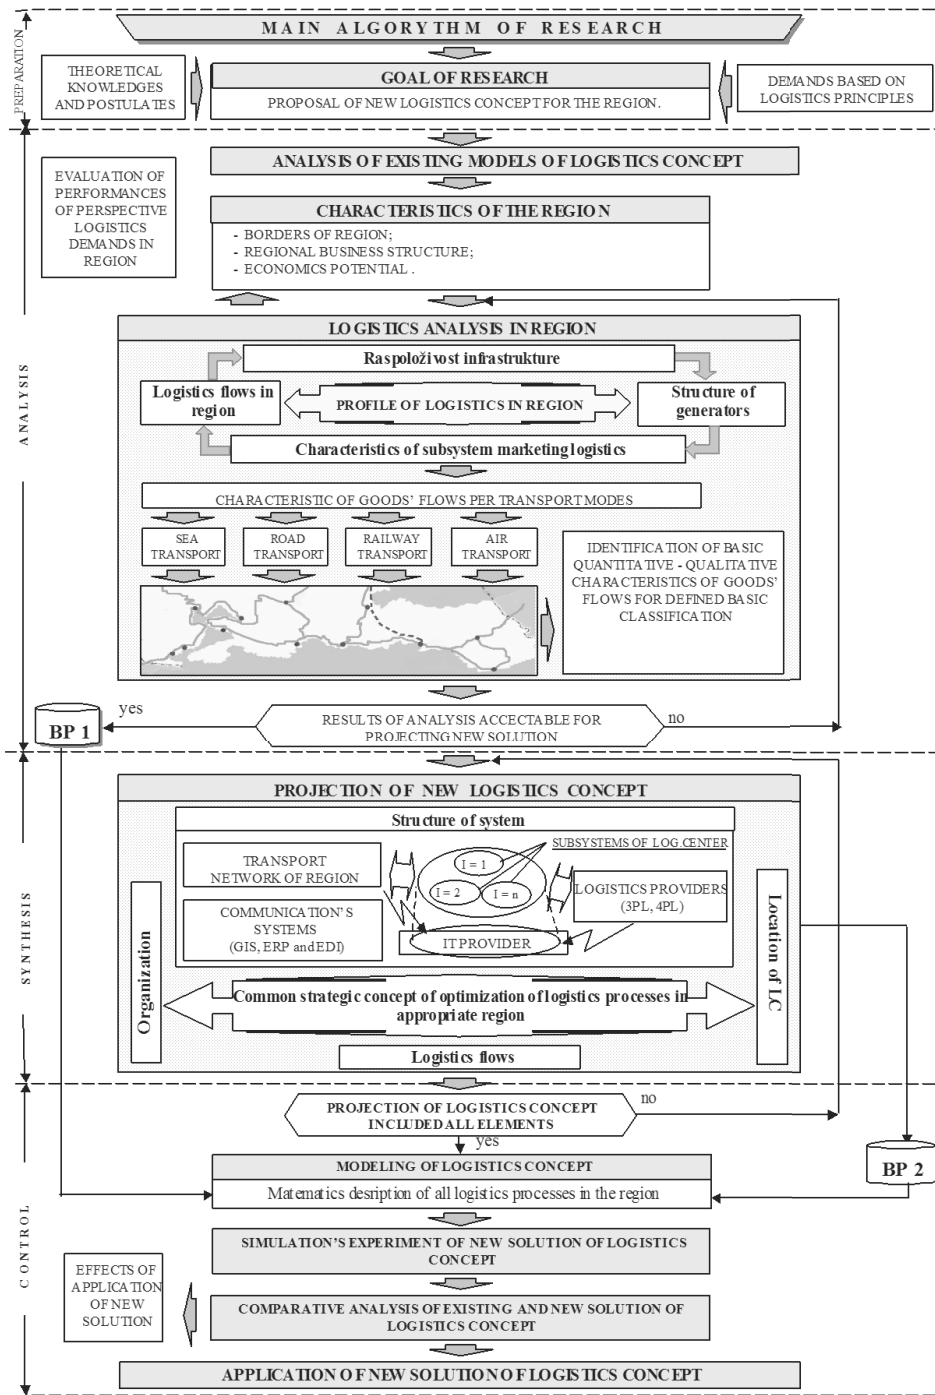 MAIN ALGORITHM OF RESEARCH
PREPARATION
THEORETICAL
KNOWLEDGES
AND POSTULATES
GOAL OF RESEARCH
PROPOSAL OF NEW LOGISTICS CONCEPT FOR THE REGION.
DEMANDS BASED ON
LOGISTICS PRINCIPLES
ANALYSIS
ANALYSIS OF EXISTING MODELS OF LOGISTICS CONCEPT
EVALUATION OF
PERFORMANCES
OF PERSPECTIVE
LOGISTICS
DEMANDS IN
REGION
CHARACTERISTICS OF THE REGION
- BORDERS OF REGION;
- REGIONAL BUSINESS STRUCTURE;
- ECONOMICS POTENTIAL .
LOGISTICS ANALYSIS IN REGION
Raspoloživost infrastrukture
Logistics flows in
region
PROFILE OF LOGISTICS IN REGION
Structure of
generators
Characteristics of subsystem marketing logistics
CHARACTERISTIC OF GOODS' FLOWS PER TRANSPORT MODES
SEA
TRANSPORT
ROAD
TRANSPORT
RAILWAY
TRANSPORT
AIR
TRANSPORT
IDENTIFICATION OF BASIC
QUANTITATIVE - QUALITATIVE
CHARACTERISTICS OF GOODS'
FLOWS FOR DEFINED BASIC
CLASSIFICATION
BP 1
yes
RESULTS OF ANALYSIS ACCECTABLE FOR
PROJECTING NEW SOLUTION
no
SYNTHESIS
PROJECTION OF NEW LOGISTICS CONCEPT
Structure of system
TRANSPORT
NETWORK OF REGION
COMMUNICATION'S
SYSTEMS
(GIS, ERP andEDI)
I = 1
I = 2
I = n
SUBSYSTEMS OF LOG.CENTER
LOGISTICS PROVIDERS
(3PL, 4PL)
IT PROVIDER
Organization
Location of LC
Common strategic concept of optimization of logistics processes in
appropriate region
Logistics flows
CONTROL
PROJECTION OF LOGISTICS CONCEPT
INCLUDED ALL ELEMENTS
no
yes
BP 2
MODELING OF LOGISTICS CONCEPT
Matematics desription of all logistics processes in the region
SIMULATION'S EXPERIMENT OF NEW SOLUTION OF LOGISTICS
CONCEPT
EFFECTS OF
APPLICATION
OF NEW
SOLUTION
COMPARATIVE ANALYSIS OF EXISTING AND NEW SOLUTION OF
LOGISTICS CONCEPT
APPLICATION OF NEW SOLUTION OF LOGISTICS CONCEPT